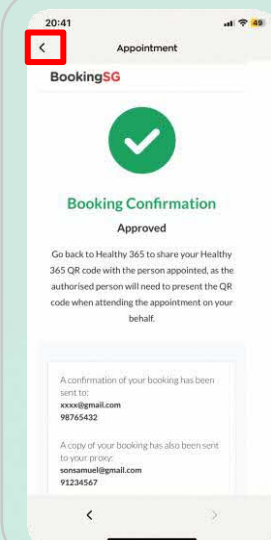 20:41
49
Appointment
BookingSG
Booking Confirmation
Approved
Go back to Healthy 365 to share your Healthy
365 QR code with the person appointed, as the
authorised person will need to present the QR
code when attending the appointment on your
behalf.
A confirmation of your booking has been
sent to:
xxxx@gmail.com
98765432
A copy of your booking has also been sent
to your proxy:
sonsamuel@gmail.com
91234567